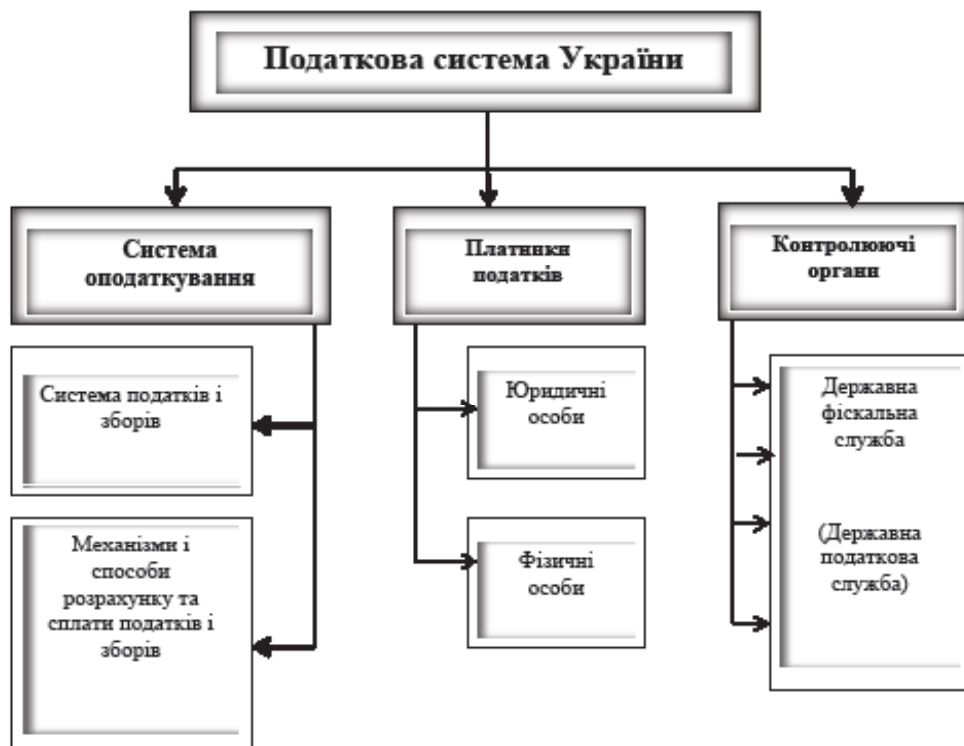 Податкова система України
Система
оподаткування
Платники
податків
Контролюючі
органи
Система податків і
зборів
Механізми і
способи
розрахунку та
сплати податків і
зборів
Юридичні
особи
Фізичні
особи
Державна
фіскальна
служба
(Державна
податкова
служба)